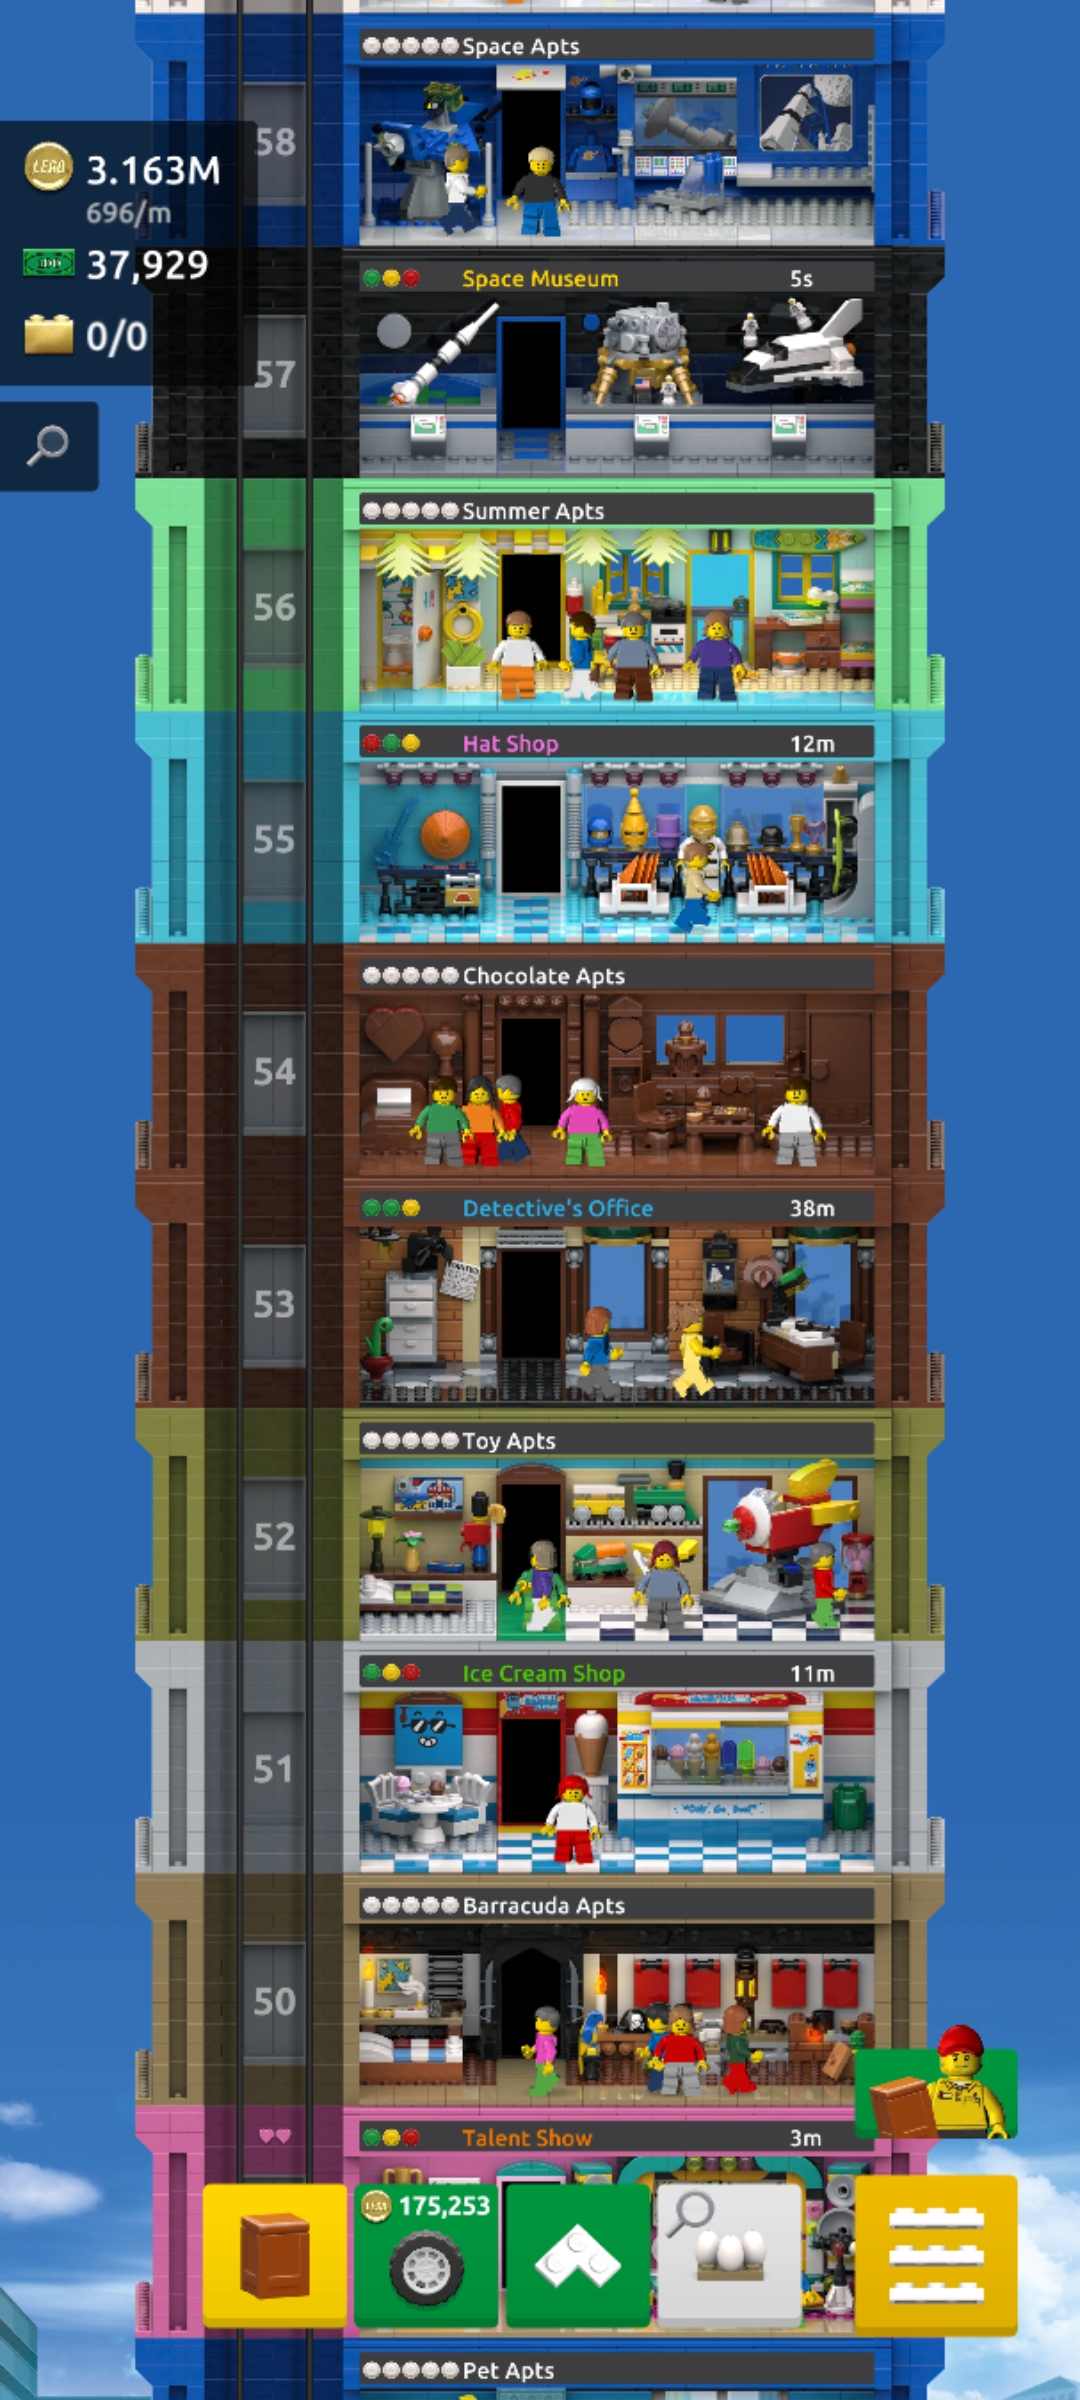 Space Apts
58
LEGO
3.163M
696/m
37,929
0/0
Space Museum 5s
57
Summer Apts
56
Hat Shop 12m
55
Chocolate Apts
54
Detective's Office 38m
53
WANTED
Toy Apts
52
Ice Cream Shop 11m
51
Barracuda Apts
50
Talent Show 3m
175,253
Pet Apts